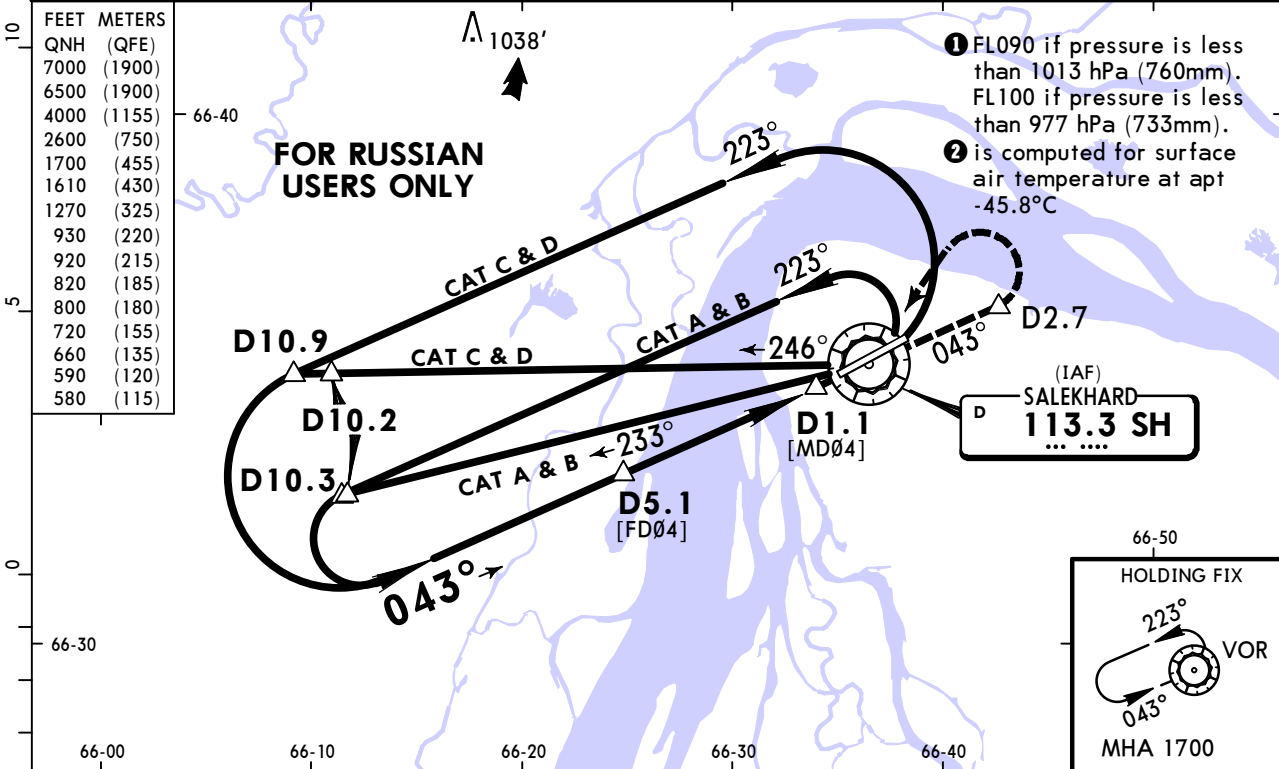 FEET METERS
QNH (QFE)
7000 (1900)
6500 (1900)
4000 (1155)
2600 (750)
1700 (455)
1610 (430)
1270 (325)
930 (220)
920 (215)
820 (185)
800 (180)
720 (155)
660 (135)
590 (120)
580 (115)
10
5
0
1038'
66-40
FOR RUSSIAN
USERS ONLY
❶ FL090 if pressure is less
than 1013 hPa (760mm).
FL100 if pressure is less
than 977 hPa (733mm).
❷ is computed for surface
air temperature at apt
-45.8°C
223°
CAT C & D
223°
CAT A & B
D10.9
CAT C & D
246°
D2.7
043°
D10.2
(IAF)
SALEKHARD
D 113.3 SH
D1.1
[MDØ4]
233°
CAT A & B
D10.3
D5.1
[FDØ4]
043°
66-50
HOLDING FIX
223°
VOR
043°
MHA 1700
66-30
66-00
66-10
66-20
66-30
66-40